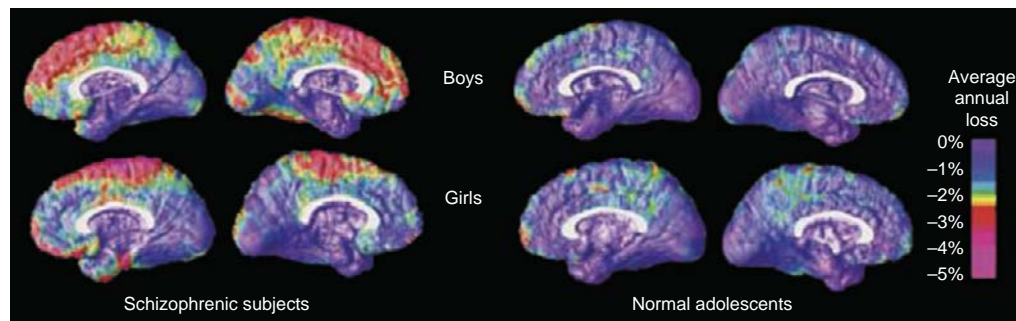 Boys
Girls
Average
annual
loss
0%
–1%
–2%
–3%
–4%
–5%
Schizophrenic subjects
Normal adolescents